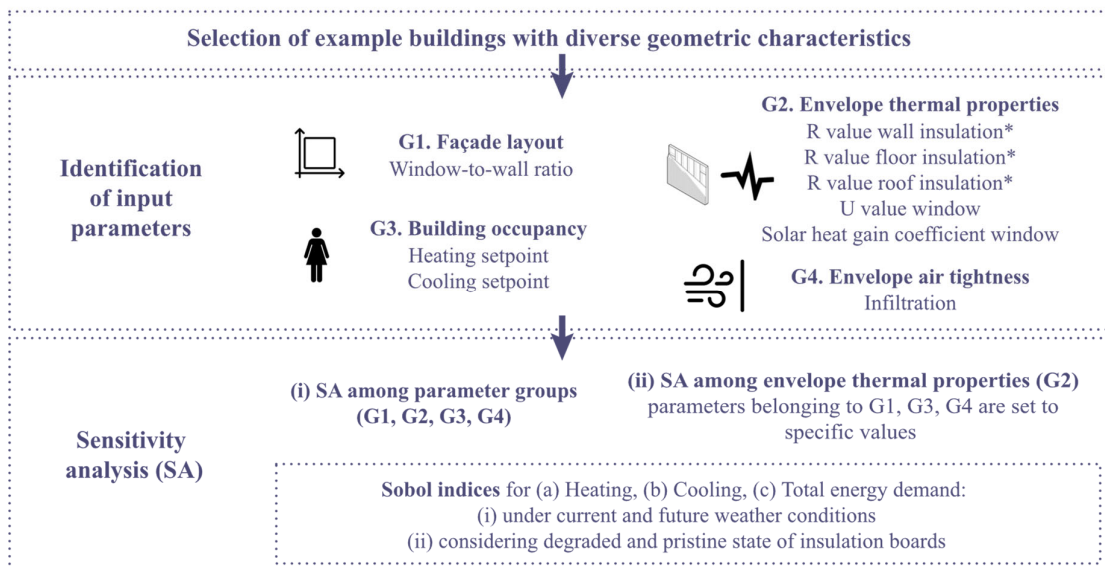 Selection of example buildings with diverse geometric characteristics
Identification
of input
parameters
G1. Façade layout
Window-to-wall ratio
G2. Envelope thermal properties
R value wall insulation*
R value floor insulation*
R value roof insulation*
U value window
Solar heat gain coefficient window
G3. Building occupancy
Heating setpoint
Cooling setpoint
G4. Envelope air tightness
Infiltration
Sensitivity
analysis (SA)
(i) SA among parameter groups
(G1, G2, G3, G4)
(ii) SA among envelope thermal properties (G2)
parameters belonging to G1, G3, G4 are set to
specific values
Sobol indices for (a) Heating, (b) Cooling, (c) Total energy demand:
(i) under current and future weather conditions
(ii) considering degraded and pristine state of insulation boards